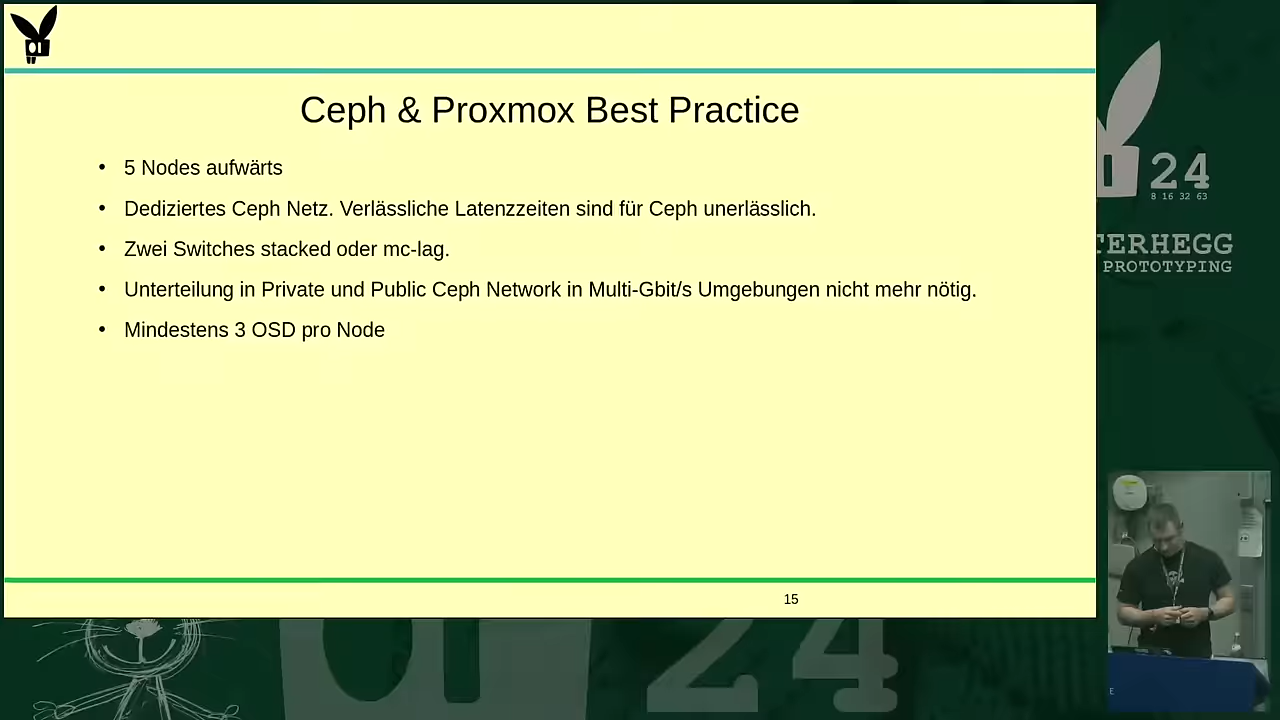 Ceph & Proxmox Best Practice
• 5 Nodes aufwärts
• Dediziertes Ceph Netz. Verlässliche Latenzzeiten sind für Ceph unerlässlich.
• Zwei Switches stacked oder mc-lag.
• Unterteilung in Private und Public Ceph Network in Multi-Gbit/s Umgebungen nicht mehr nötig.
• Mindestens 3 OSD pro Node
15
24
8 16 32 63
TERHEGG
PROTOTYPING
24
E